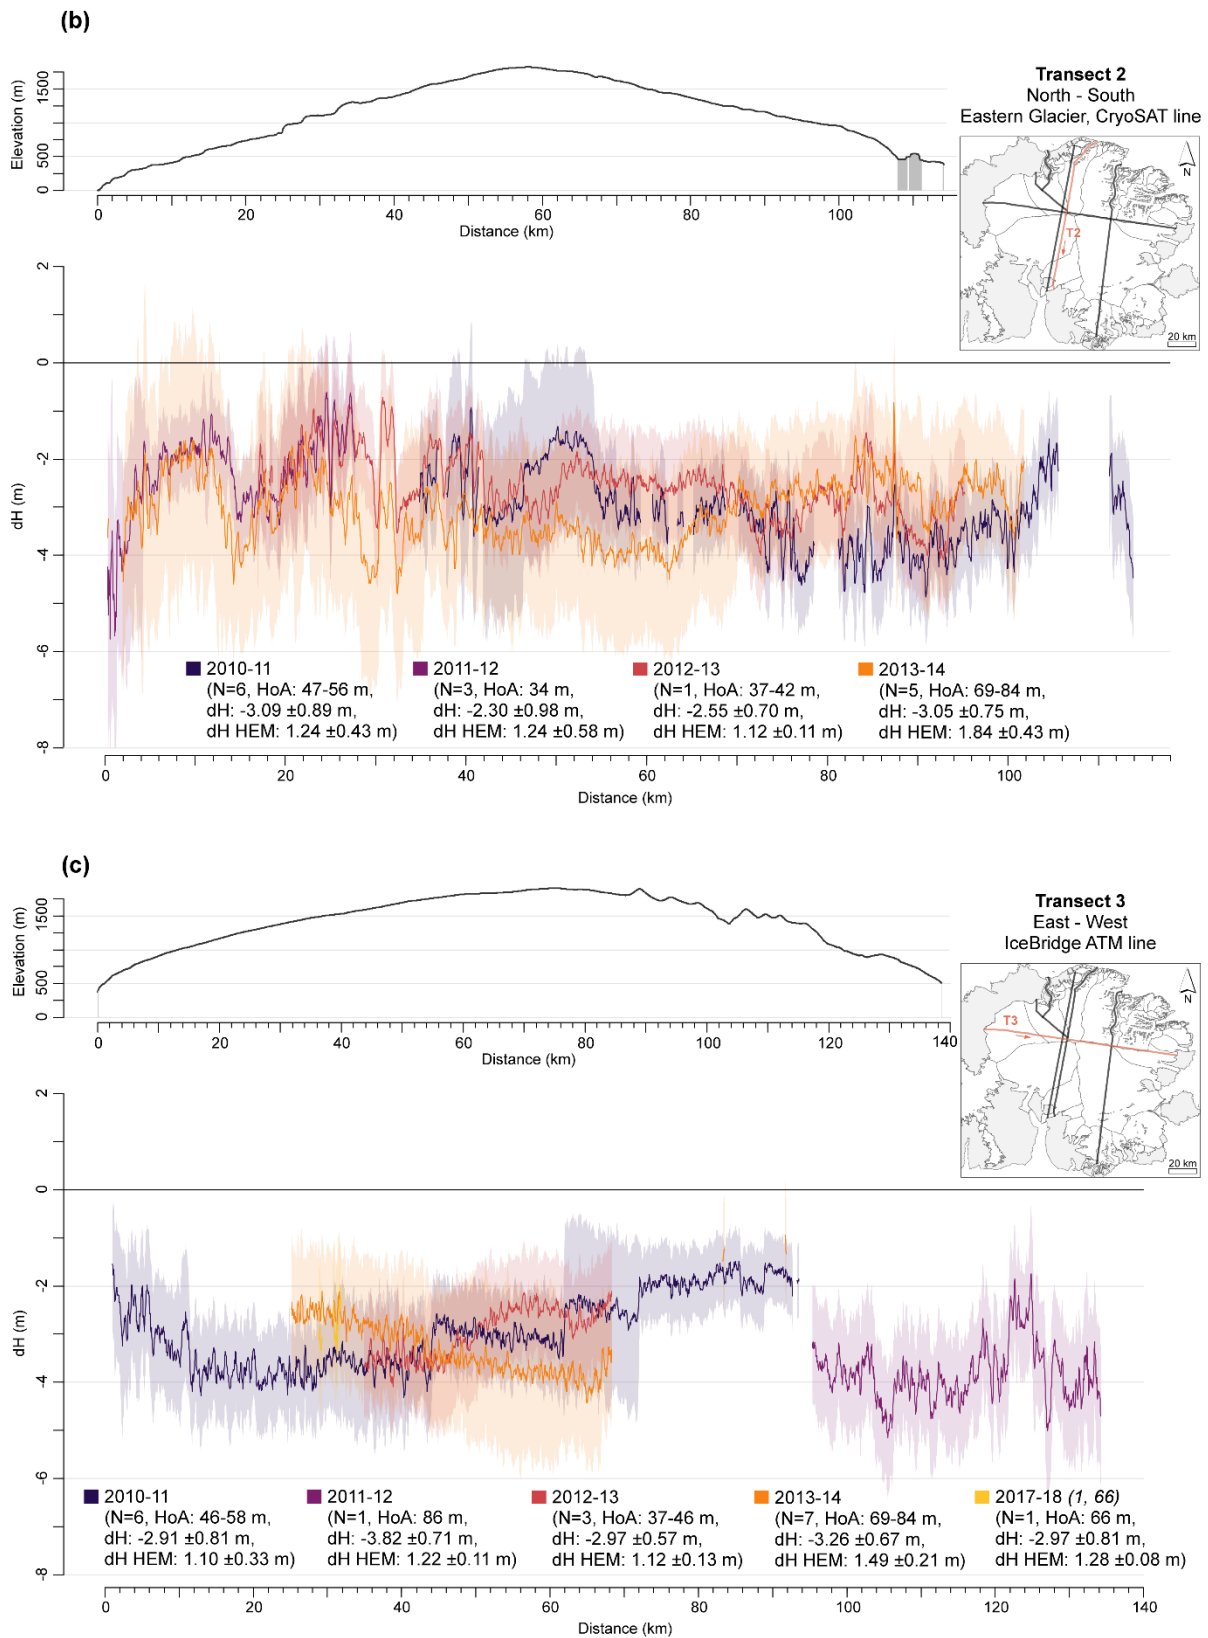 (b)
Transect 2
North - South
Eastern Glacier, CryoSAT line
Elevation (m)
1500
500
0
0 20 40 60 80 100
Distance (km)
N
T2
20 km
dH (m)
2
0
-2
-4
-6
-8
2010-11
(N=6, HoA: 47-56 m,
dH: -3.09 ±0.89 m,
dH HEM: 1.24 ±0.43 m)
2011-12
(N=3, HoA: 34 m,
dH: -2.30 ±0.98 m,
dH HEM: 1.24 ±0.58 m)
2012-13
(N=1, HoA: 37-42 m,
dH: -2.55 ±0.70 m,
dH HEM: 1.12 ±0.11 m)
2013-14
(N=5, HoA: 69-84 m,
dH: -3.05 ±0.75 m,
dH HEM: 1.84 ±0.43 m)
0 20 40 60 80 100
Distance (km)
(c)
Transect 3
East - West
IceBridge ATM line
Elevation (m)
1500
500
0
0 20 40 60 80 100 120 140
Distance (km)
N
T3
20 km
dH (m)
2
0
-2
-4
-6
-8
2010-11
(N=6, HoA: 46-58 m,
dH: -2.91 ±0.81 m,
dH HEM: 1.10 ±0.33 m)
2011-12
(N=1, HoA: 86 m,
dH: -3.82 ±0.71 m,
dH HEM: 1.22 ±0.11 m)
2012-13
(N=3, HoA: 37-46 m,
dH: -2.97 ±0.57 m,
dH HEM: 1.12 ±0.13 m)
2013-14
(N=7, HoA: 69-84 m,
dH: -3.26 ±0.67 m,
dH HEM: 1.49 ±0.21 m)
2017-18 (1, 66)
(N=1, HoA: 66 m,
dH: -2.97 ±0.81 m,
dH HEM: 1.28 ±0.08 m)
0 20 40 60 80 100 120 140
Distance (km)